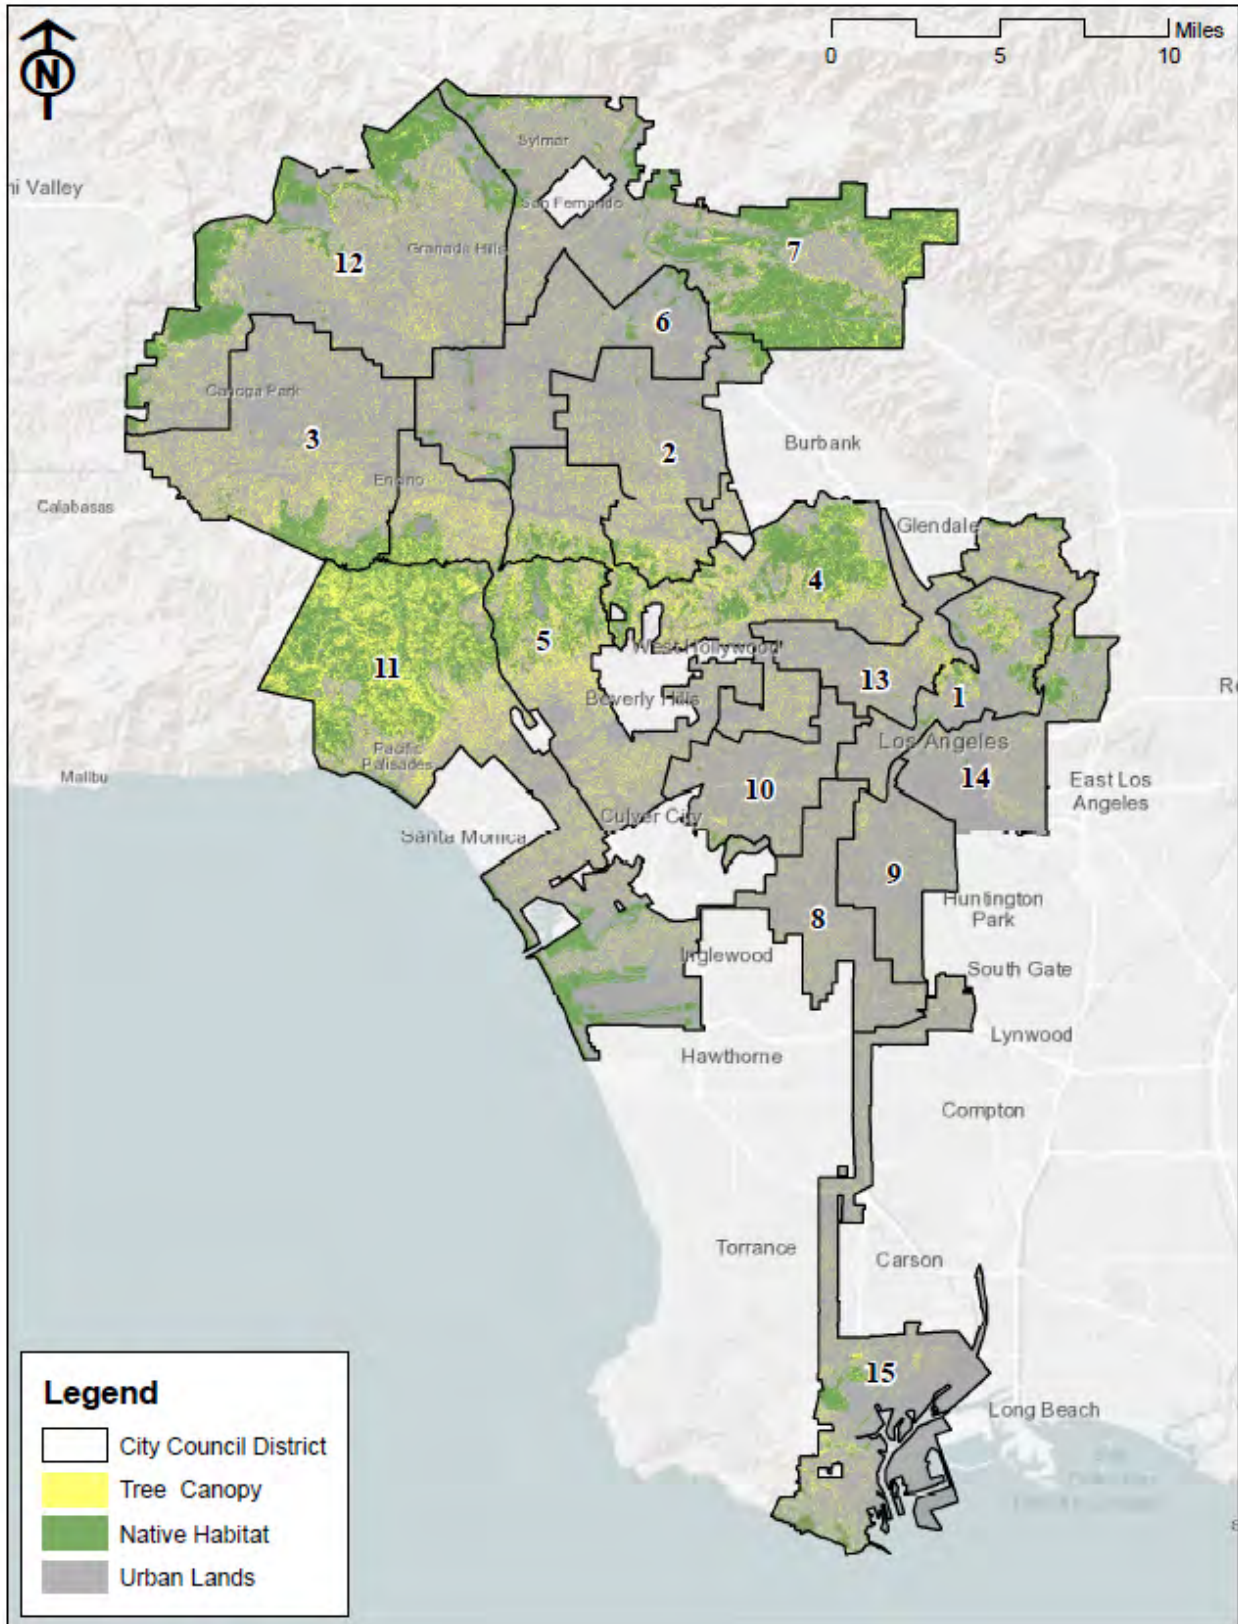 N
Miles
0 5 10
Sylmar
ni Valley
San Fernando
Granada Hills
7
12
6
Canoga Park
3
2
Burbank
Encino
Calabasas
Glendale
4
5
West Hollywood
11
13
1
Beverly Hills
Los Angeles
Pacific
Palisades
Malbu
14
East Los
Angeles
10
Culver City
Santa Monica
9
Huntington
Park
8
Inglewood
South Gate
Lynwood
Hawthorne
Compton
Torrance
Carson
15
Long Beach
Legend
City Council District
Tree Canopy
Native Habitat
Urban Lands